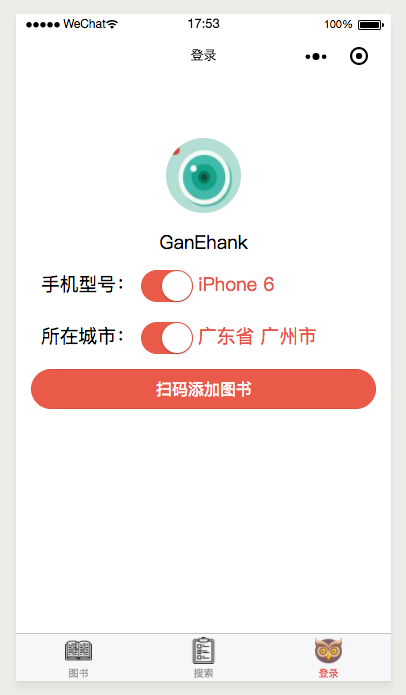 ●●●●● WeChat 17:53 100%
登录
GanEhank
手机型号： iPhone 6
所在城市： 广东省 广州市
扫码添加图书
图书 搜索 登录